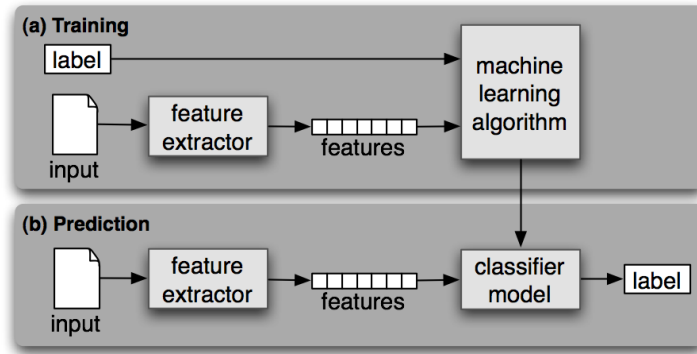 (a) Training
label
machine
learning
algorithm
feature
extractor
features
input
(b) Prediction
feature
extractor
classifier
model
label
features
input